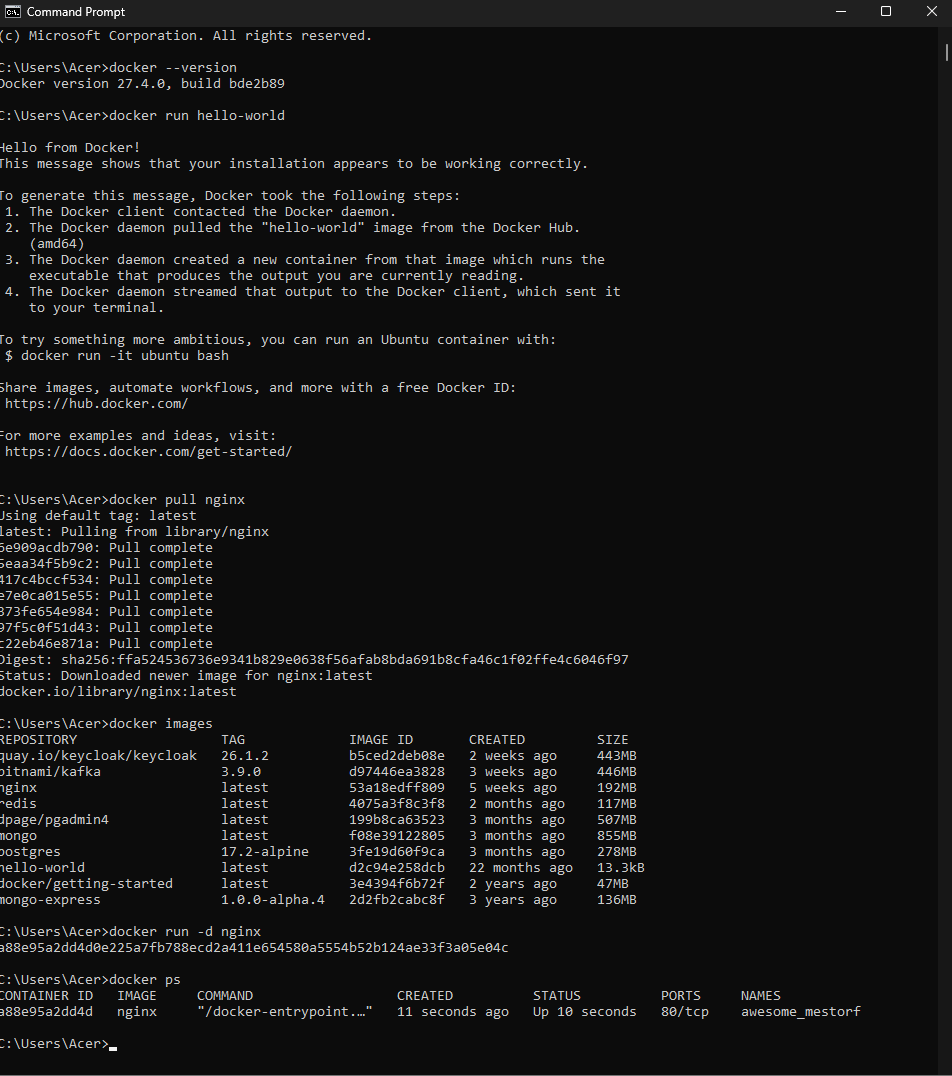 Command Prompt
(c) Microsoft Corporation. All rights reserved.
C:\Users\Acer>docker --version
Docker version 27.4.0, build bde2b89
C:\Users\Acer>docker run hello-world
Hello from Docker!
This message shows that your installation appears to be working correctly.
To generate this message, Docker took the following steps:
1. The Docker client contacted the Docker daemon.
2. The Docker daemon pulled the "hello-world" image from the Docker Hub.
(amd64)
3. The Docker daemon created a new container from that image which runs the
executable that produces the output you are currently reading.
4. The Docker daemon streamed that output to the Docker client, which sent it
to your terminal.
To try something more ambitious, you can run an Ubuntu container with:
$ docker run -it ubuntu bash
Share images, automate workflows, and more with a free Docker ID:
https://hub.docker.com/
For more examples and ideas, visit:
https://docs.docker.com/get-started/
C:\Users\Acer>docker pull nginx
Using default tag: latest
latest: Pulling from library/nginx
6e909acdb790: Pull complete
5eaa34f5b9c2: Pull complete
417c4bccf534: Pull complete
e7e0ca015e55: Pull complete
373fe654e984: Pull complete
97f5c0f51d43: Pull complete
c22eb46e871a: Pull complete
Digest: sha256:ffa524536736e9341b829e0638f56afab8bda691b8cfa46c1f02ffe4c6046f97
Status: Downloaded newer image for nginx:latest
docker.io/library/nginx:latest
C:\Users\Acer>docker images
REPOSITORY TAG IMAGE ID CREATED SIZE
quay.io/keycloak/keycloak 26.1.2 b5ced2deb08e 2 weeks ago 443MB
bitnami/kafka 3.9.0 d97446ea3828 3 weeks ago 446MB
nginx latest 53a18edff809 5 weeks ago 192MB
redis latest 4075a3f8c3f8 2 months ago 117MB
dpage/pgadmin4 latest 199b8ca63523 3 months ago 507MB
mongo latest f08e39122805 3 months ago 855MB
postgres 17.2-alpine 3fe19d60f9ca 3 months ago 278MB
hello-world latest d2c94e258dcb 22 months ago 13.3kB
docker/getting-started latest 3e4394f6b72f 2 years ago 47MB
mongo-express 1.0.0-alpha.4 2d2fb2cabc8f 3 years ago 136MB
C:\Users\Acer>docker run -d nginx
a88e95a2dd4d0e225a7fb788ecd2a411e654580a5554b52b124ae33f3a05e04c
C:\Users\Acer>docker ps
CONTAINER ID IMAGE COMMAND CREATED STATUS PORTS NAMES
a88e95a2dd4d nginx "/docker-entrypoint.…" 11 seconds ago Up 10 seconds 80/tcp awesome_mestorf
C:\Users\Acer>